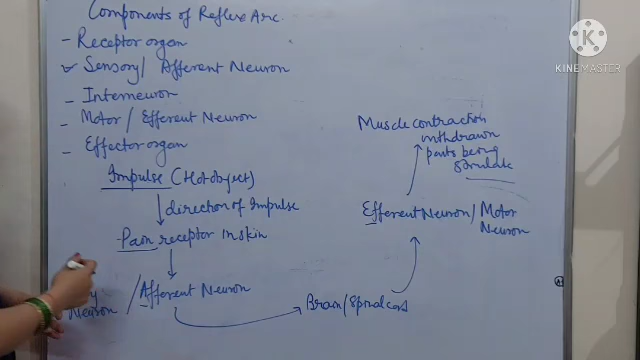 Components of Reflex Arc.
- Receptor organ
Sensory/ Afferent Neuron
- Interneuron
- Motor / Efferent Neuron
- Effector organ
Impulse (Hot object)
direction of Impulse
Pain receptor in skin
/ Afferent Neuron
Neuron
Brain/Spinal cord
Efferent Neuron / Motor
Neuron
Muscle contraction
withdrawn
parts being
K
KINEMASTER